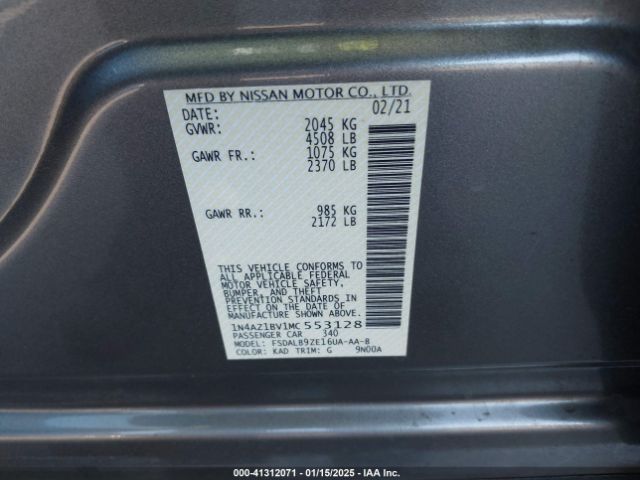 MFD BY NISSAN MOTOR CO., LTD.
DATE: 02/21
GVWR: 2045 KG
4508 LB
GAWR FR.: 1075 KG
2370 LB
GAWR RR.: 985 KG
2172 LB
THIS VEHICLE CONFORMS TO
ALL APPLICABLE FEDERAL
MOTOR VEHICLE SAFETY,
BUMPER, AND THEFT
PREVENTION STANDARDS
IN EFFECT ON THE DATE OF
MANUFACTURE SHOWN ABOVE.
1N4AZ1BV1MC553128
PASSENGER CAR 340
MODEL: FSDALB9ZE16UA-AA-B
COLOR: KAD TRIM: G 9N00A
000-41312071 - 01/15/2025 - IAA Inc.